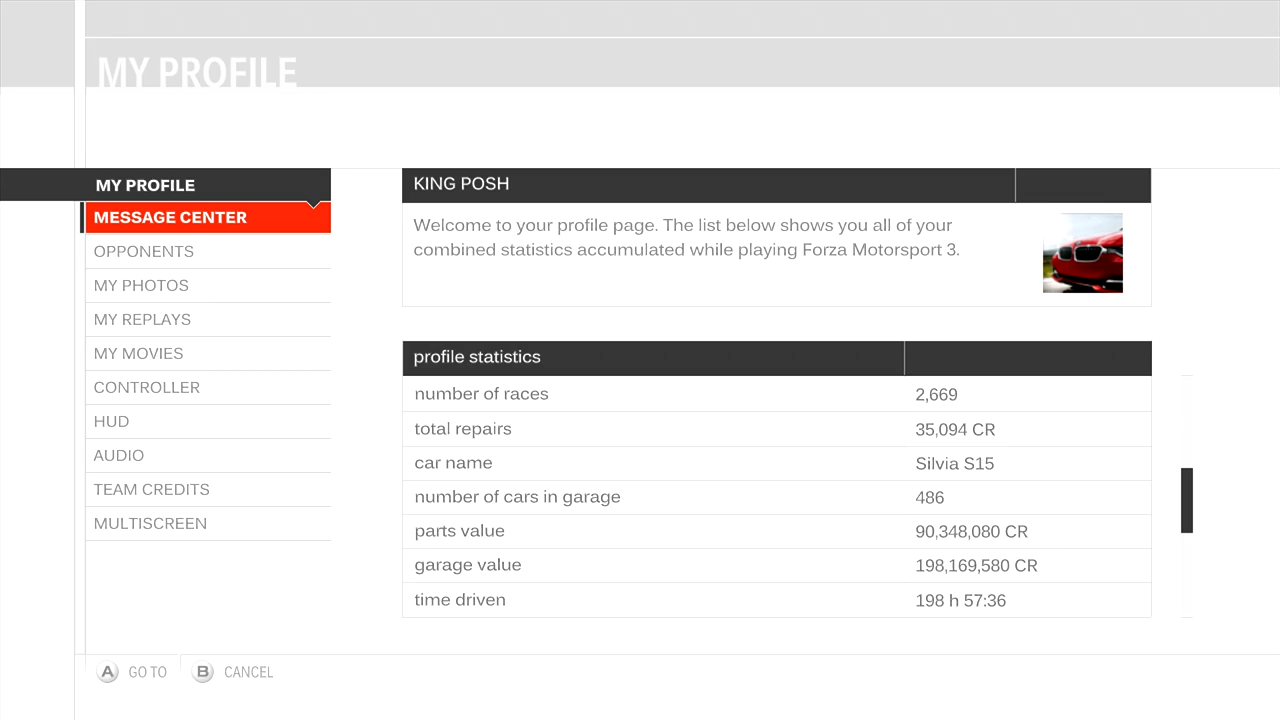 MY PROFILE
MY PROFILE
MESSAGE CENTER
OPPONENTS
MY PHOTOS
MY REPLAYS
MY MOVIES
CONTROLLER
HUD
AUDIO
TEAM CREDITS
MULTISCREEN
KING POSH
Welcome to your profile page. The list below shows you all of your
combined statistics accumulated while playing Forza Motorsport 3.
profile statistics
number of races 2,669
total repairs 35,094 CR
car name Silvia S15
number of cars in garage 486
parts value 90,348,080 CR
garage value 198,169,580 CR
time driven 198 h 57:36
A GO TO B CANCEL